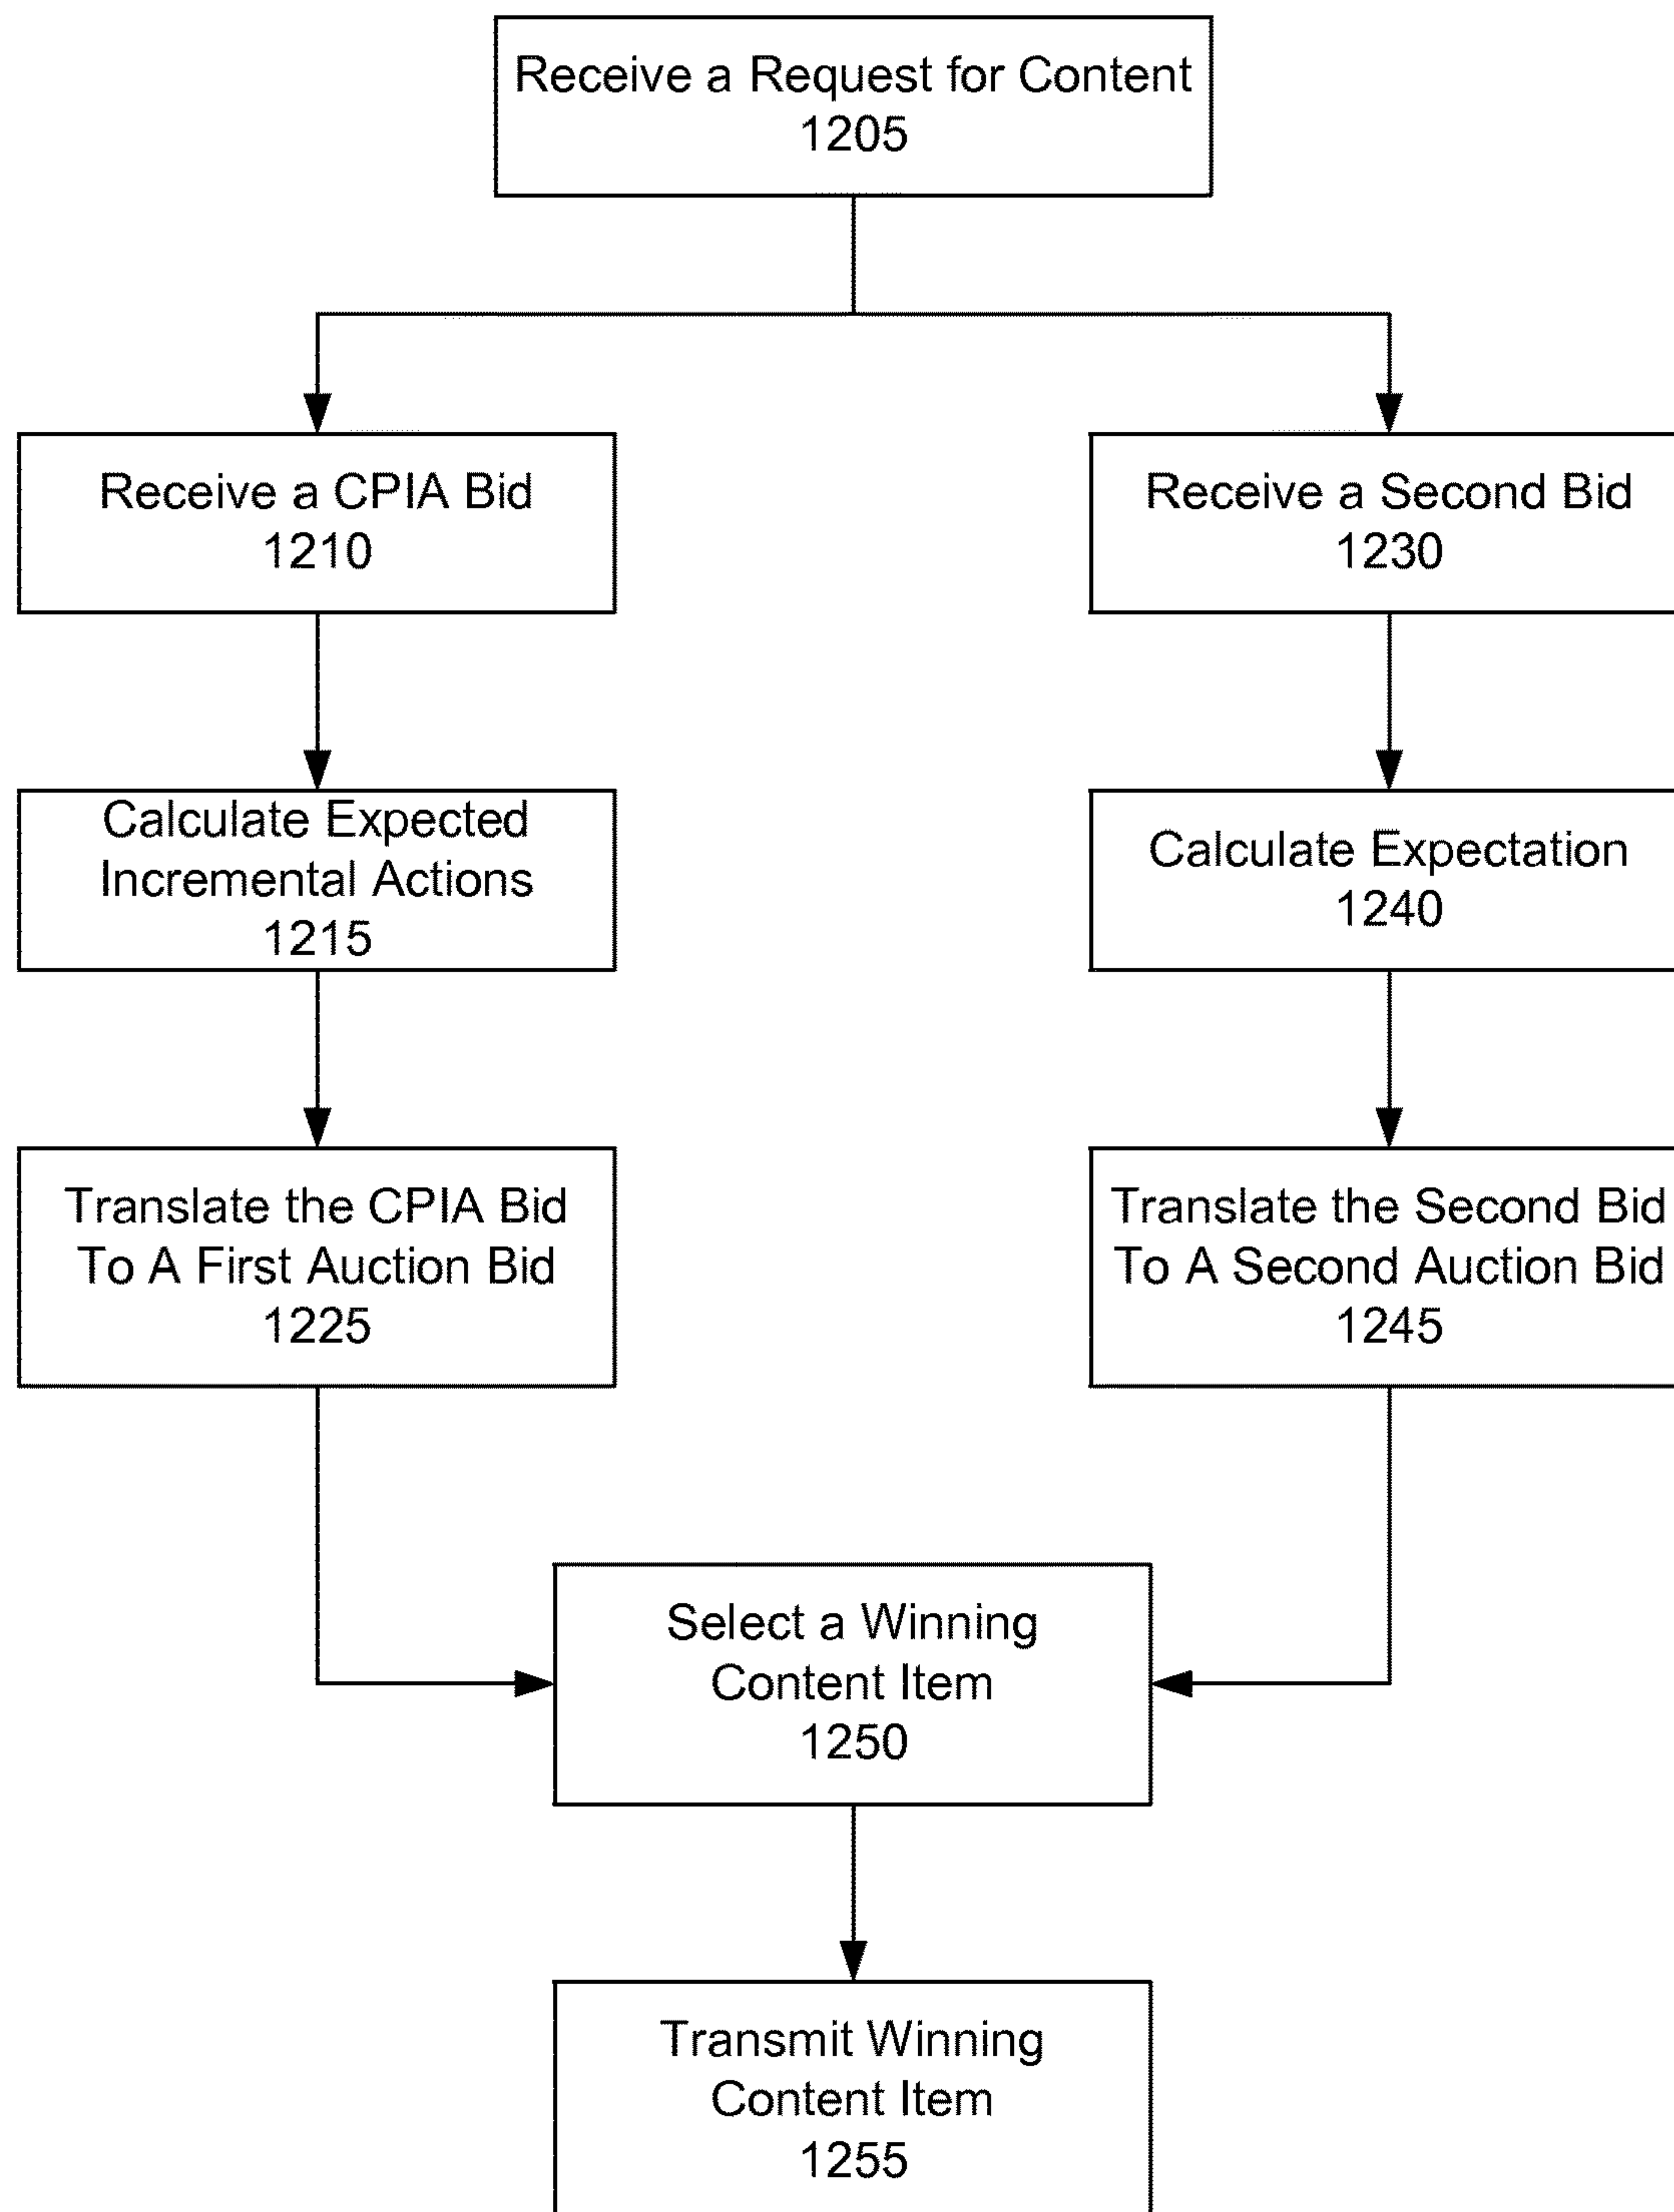 Receive a Request for Content
1205
Receive a CPIA Bid
1210
Receive a Second Bid
1230
Calculate Expected
Incremental Actions
1215
Calculate Expectation
1240
Translate the CPIA Bid
To A First Auction Bid
1225
Translate the Second Bid
To A Second Auction Bid
1245
Select a Winning
Content Item
1250
Transmit Winning
Content Item
1255